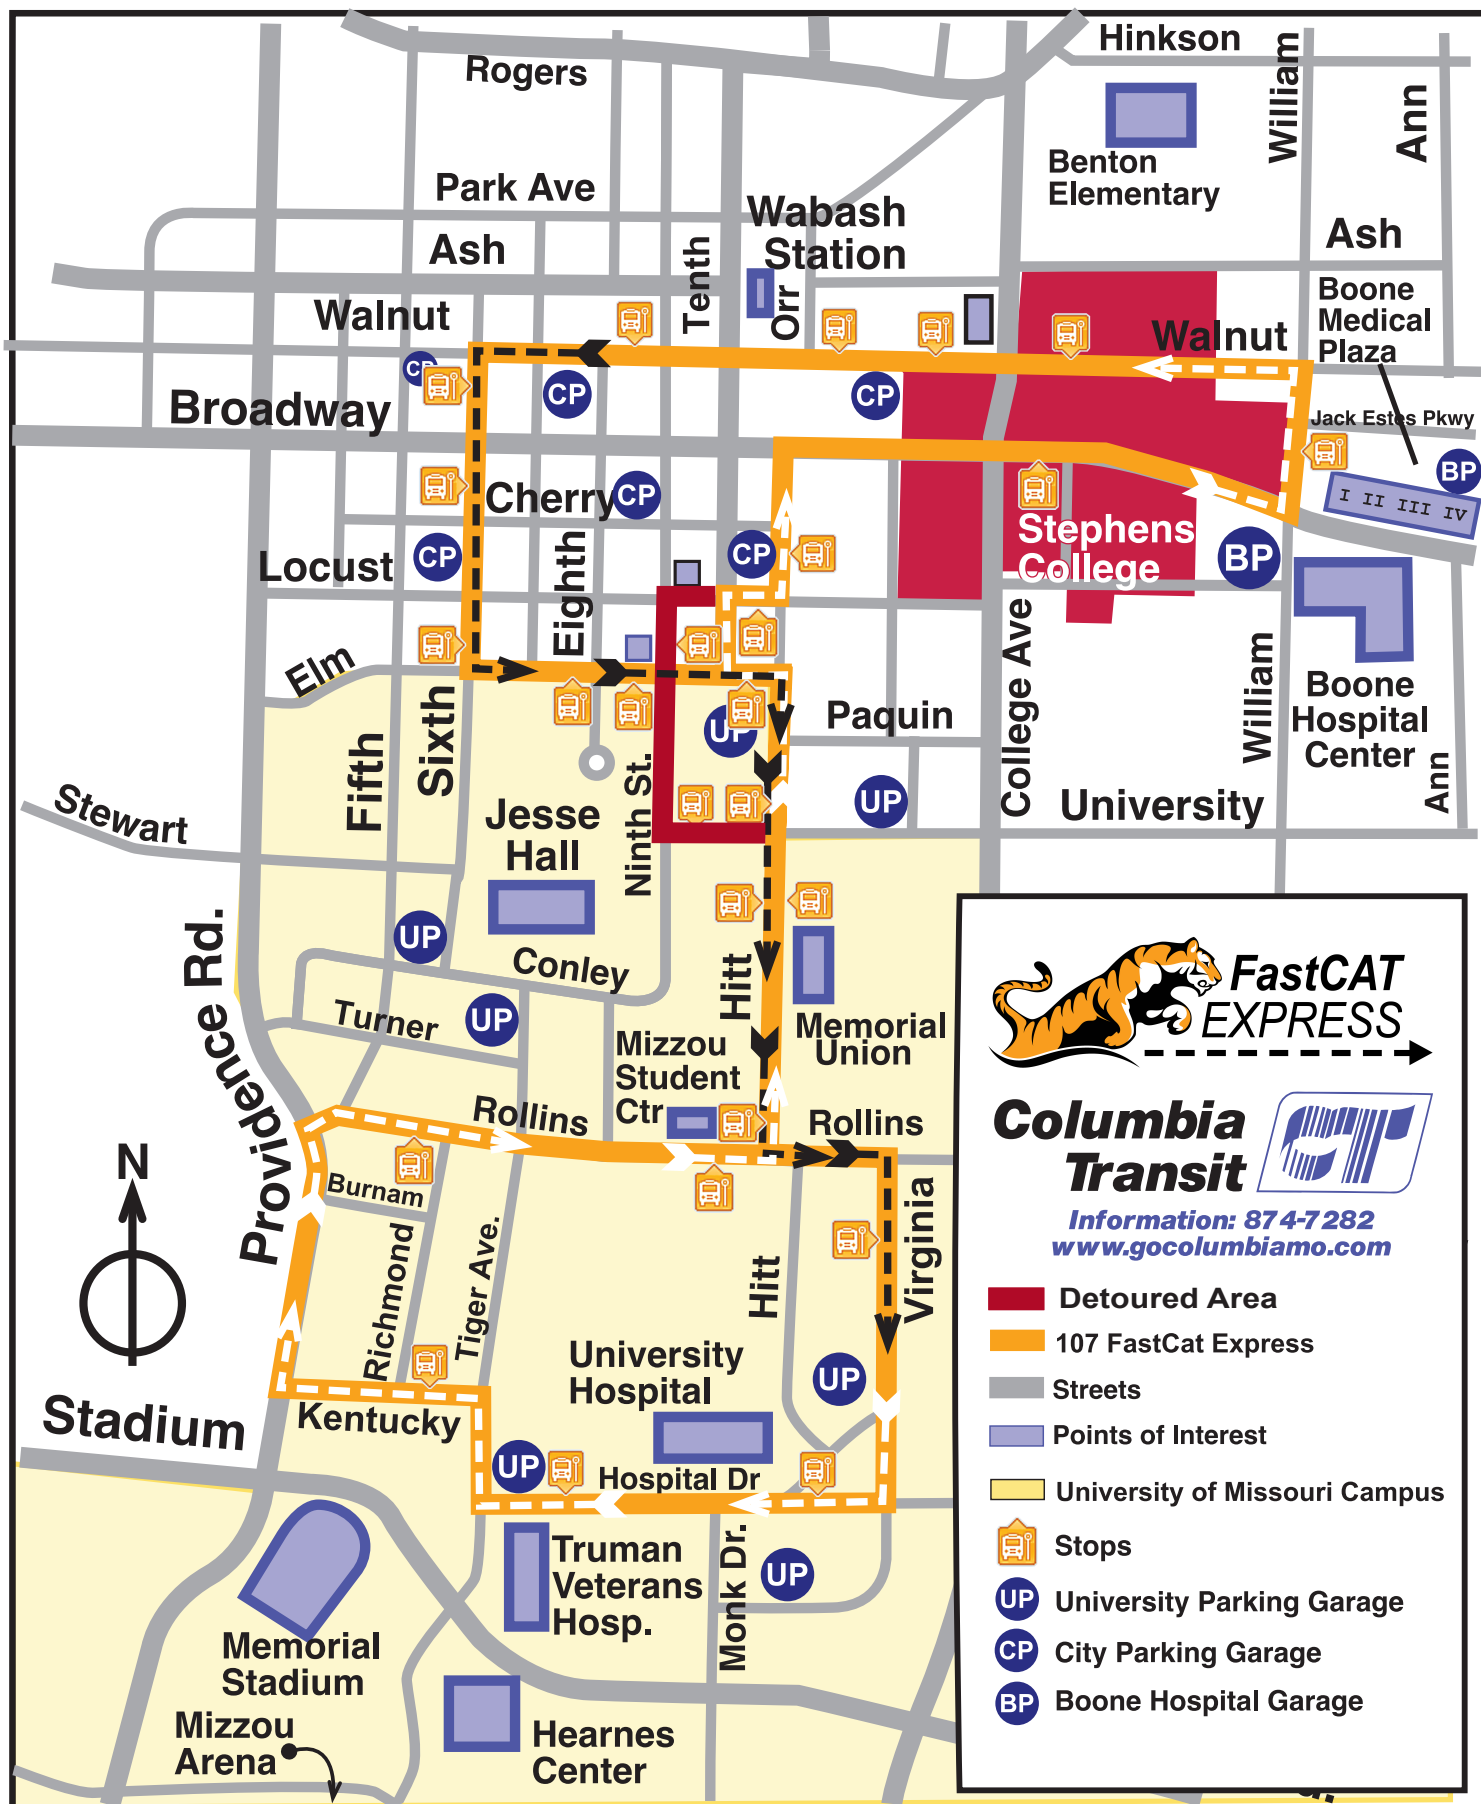 Hinkson
Rogers
William
Ann
Benton
Elementary
Park Ave
Wabash
Station
Ash
Ash
Tenth
Orr
Boone
Medical
Plaza
Walnut
Walnut
CP
CP
CP
Broadway
Jack Estes Pkwy
BP
I II III IV
Cherry
CP
Stephens
College
CP
CP
BP
Locust
Eighth
College Ave
William
Elm
Sixth
Fifth
UP
Paquin
Boone
Hospital
Center
Ann
Stewart
Ninth St.
Jesse
Hall
UP
University
UP
Conley
Providence Rd.
Hitt
Turner
UP
Memorial
Union
Mizzou
Student
Ctr
Rollins
Rollins
N
Burnam
Richmond
Tiger Ave.
Hitt
Virginia
University
Hospital
UP
Kentucky
Stadium
UP
Hospital Dr
Truman
Veterans
Hosp.
Monk Dr.
UP
Memorial
Stadium
Mizzou
Arena
Hearnes
Center
FastCAT
EXPRESS
Columbia
Transit
CT
Information: 874-7282
www.gocolumbiamo.com
Detoured Area
107 FastCat Express
Streets
Points of Interest
University of Missouri Campus
Stops
UP University Parking Garage
CP City Parking Garage
BP Boone Hospital Garage